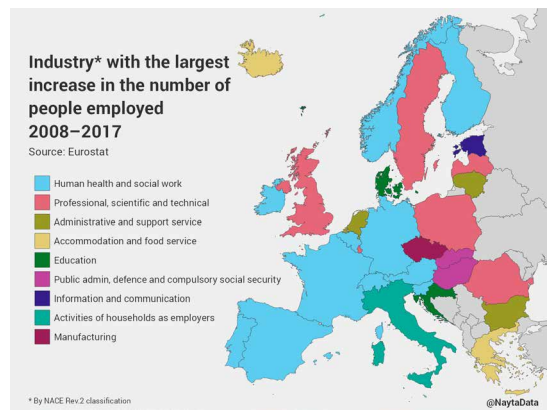 Industry* with the largest
increase in the number of
people employed
2008–2017
Source: Eurostat
Human health and social work
Professional, scientific and technical
Administrative and support service
Accommodation and food service
Education
Public admin, defence and compulsory social security
Information and communication
Activities of households as employers
Manufacturing
* By NACE Rev.2 classification
@NaytaData